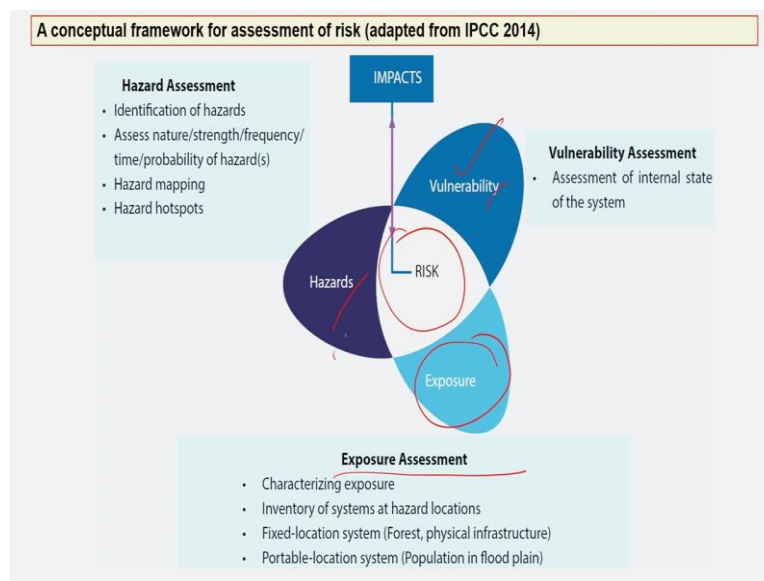 A conceptual framework for assessment of risk (adapted from IPCC 2014)
IMPACTS
Hazard Assessment
• Identification of hazards
• Assess nature/strength/frequency/
time/probability of hazard(s)
• Hazard mapping
• Hazard hotspots
Vulnerability
Vulnerability Assessment
• Assessment of internal state
of the system
Hazards
RISK
Exposure
Exposure Assessment
• Characterizing exposure
• Inventory of systems at hazard locations
• Fixed-location system (Forest, physical infrastructure)
• Portable-location system (Population in flood plain)